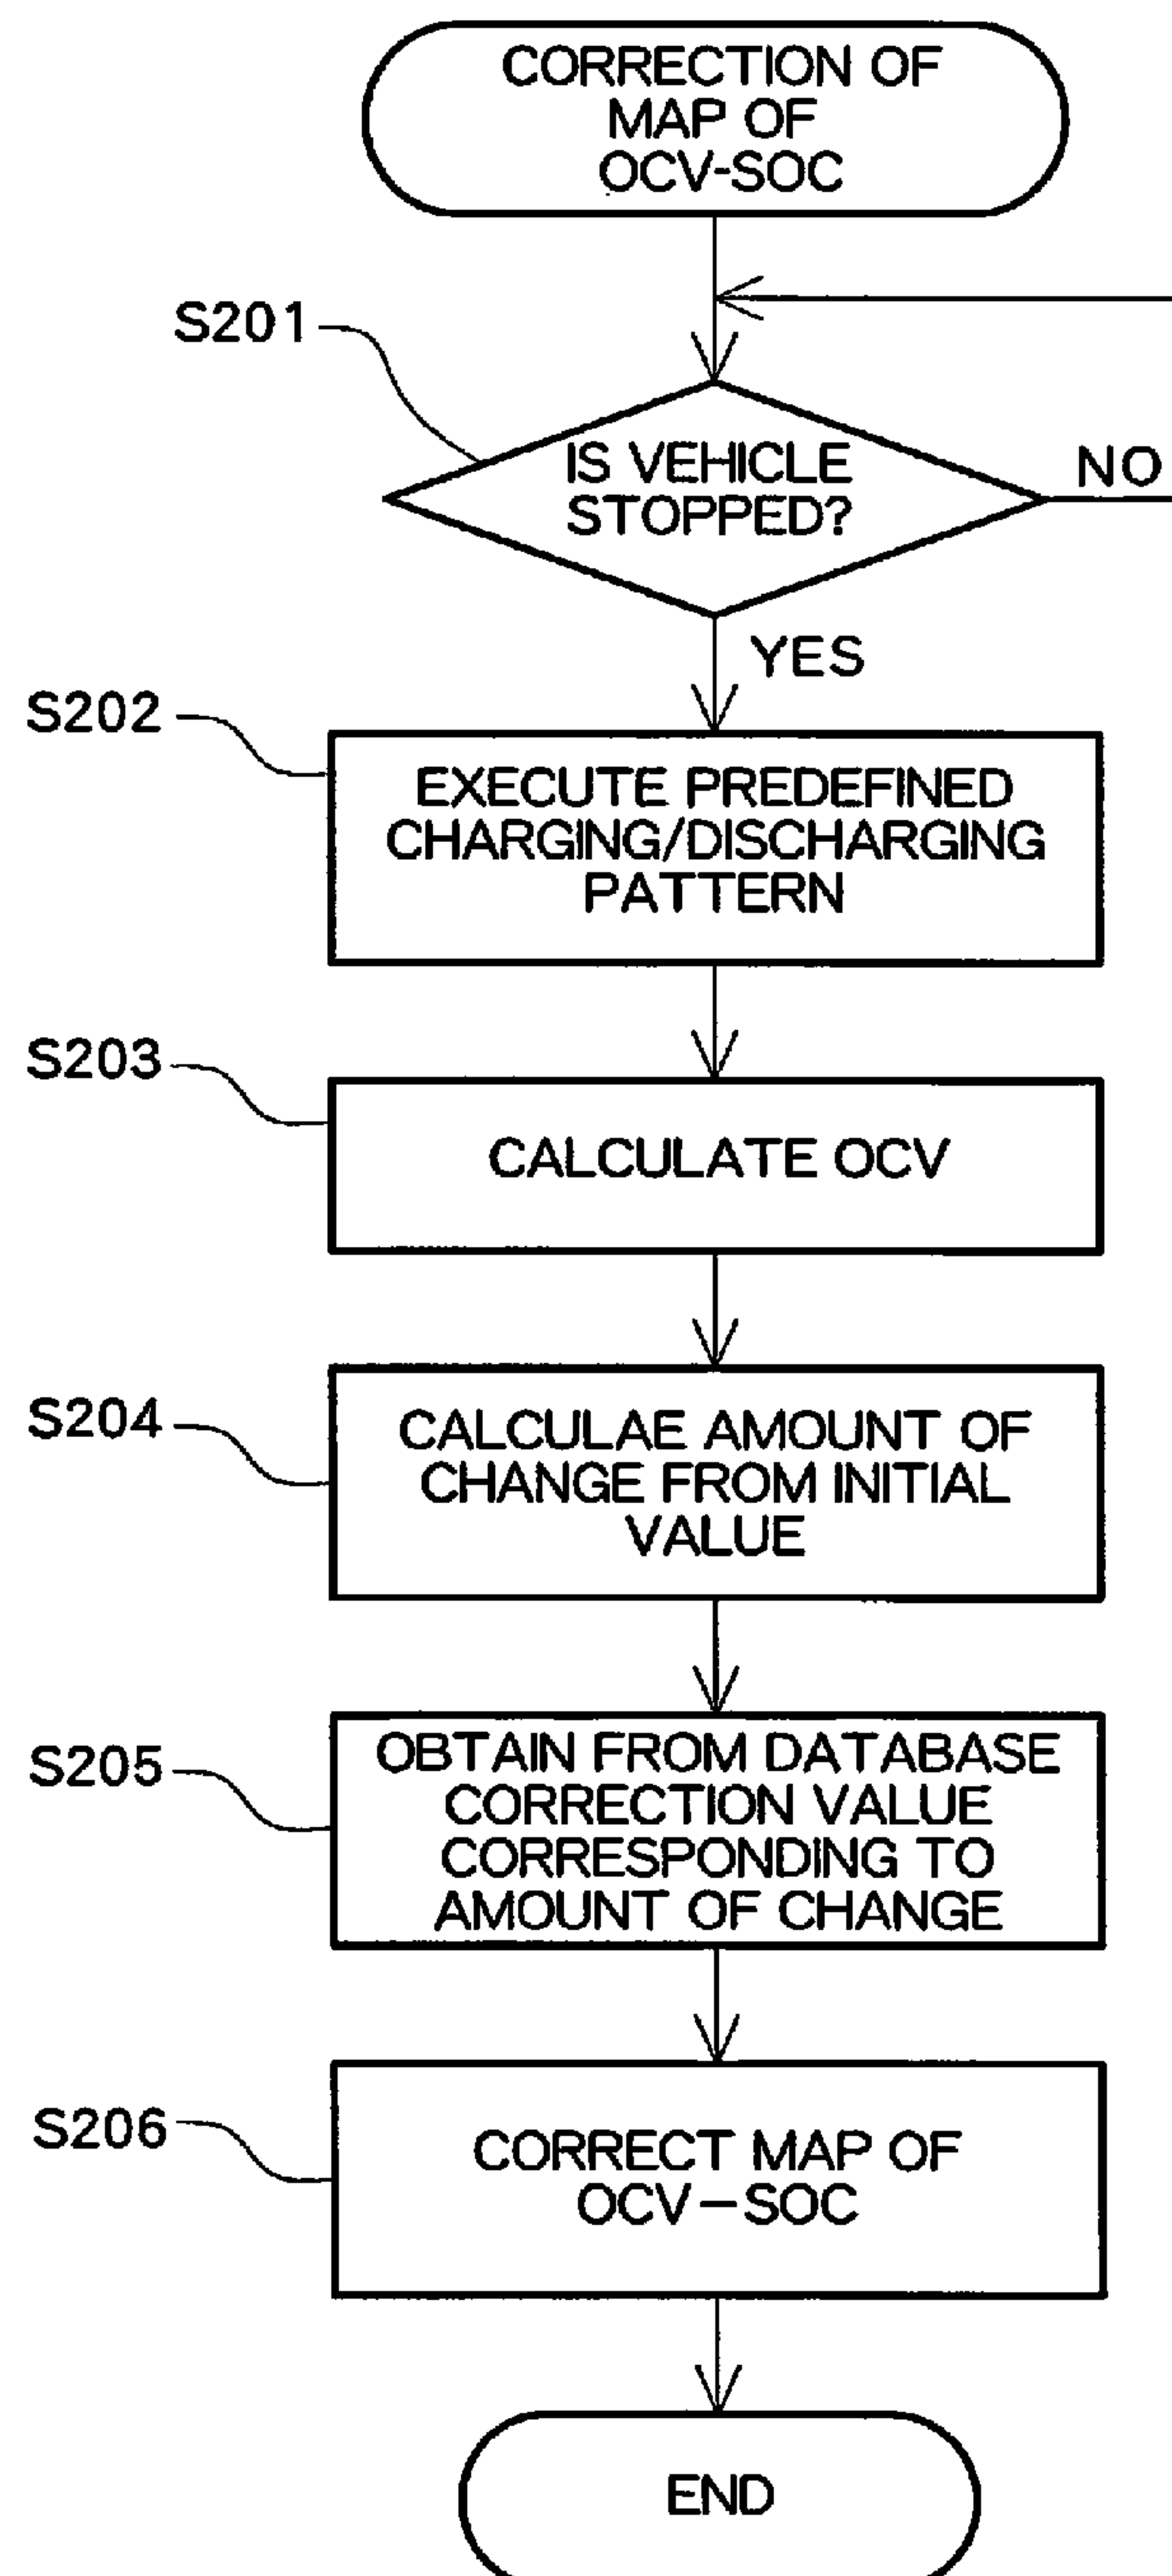 CORRECTION OF
MAP OF
OCV-SOC
S201
IS VEHICLE
STOPPED?
NO
YES
S202
EXECUTE PREDEFINED
CHARGING/DISCHARGING
PATTERN
S203
CALCULATE OCV
S204
CALCULAE AMOUNT OF
CHANGE FROM INITIAL
VALUE
S205
OBTAIN FROM DATABASE
CORRECTION VALUE
CORRESPONDING TO
AMOUNT OF CHANGE
S206
CORRECT MAP OF
OCV-SOC
END